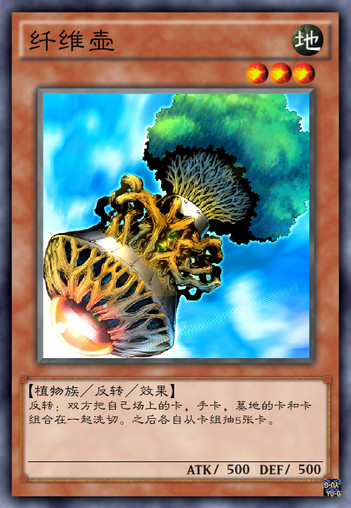 纤维壶
地
【植物族／反转／效果】
反转：双方把自己场上的卡，手卡，墓地的卡和卡
组合在一起洗切。之后各自从卡组抽5张卡。
ATK/ 500 DEF/ 500
YU-G